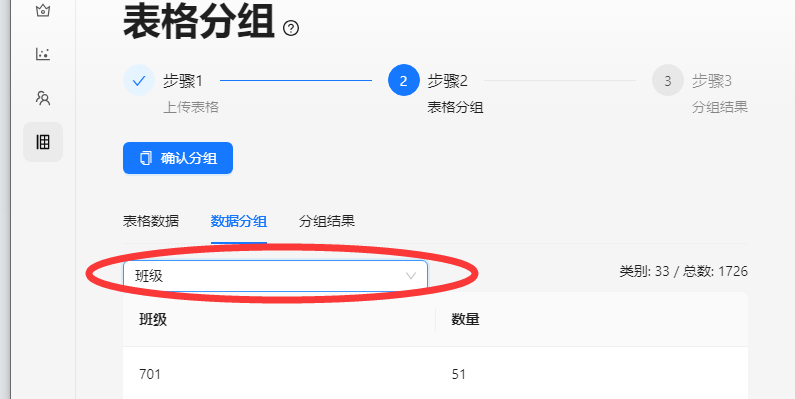 表格分组
步骤1
2
步骤2
3
步骤3
上传表格
表格分组
分组结果
确认分组
表格数据
数据分组
分组结果
班级
类别: 33 / 总数: 1726
班级
数量
701
51